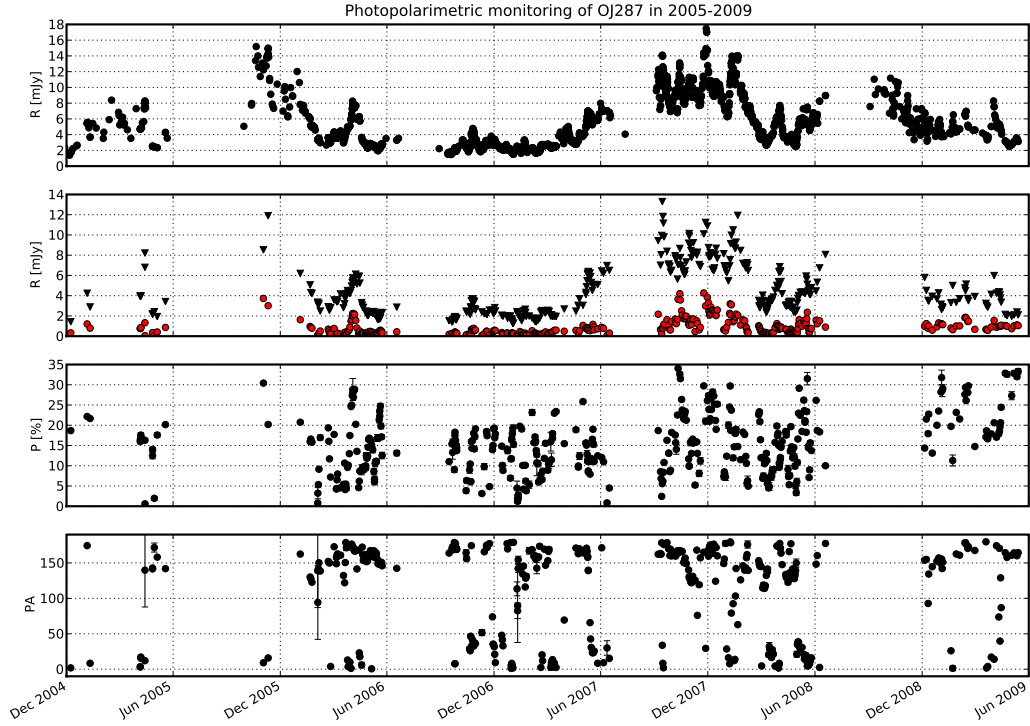 Photopolarimetric monitoring of OJ287 in 2005-2009
18
16
14
12
10
8
6
4
2
0
R [mJy]
14
12
10
8
6
4
2
0
R [mJy]
35
30
25
20
15
10
5
0
P [%]
150
100
50
0
PA
Dec 2004
Jun 2005
Dec 2005
Jun 2006
Dec 2006
Jun 2007
Dec 2007
Jun 2008
Dec 2008
Jun 2009